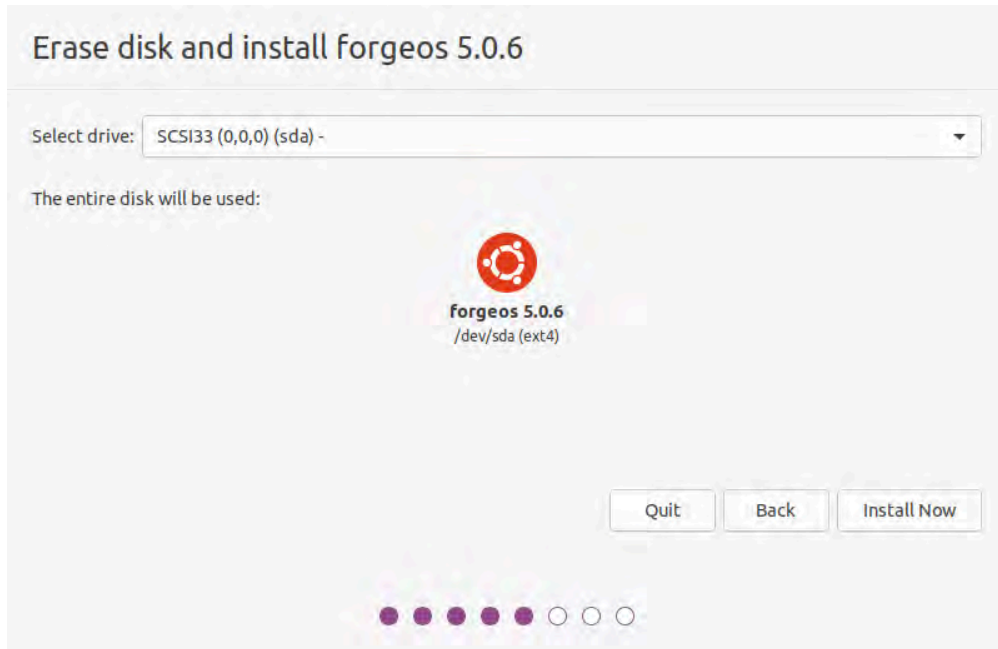 Erase disk and install forgeos 5.0.6
Select drive: SCSI33 (0,0,0) (sda) -
The entire disk will be used:
forgeos 5.0.6
/dev/sda (ext4)
Quit Back Install Now